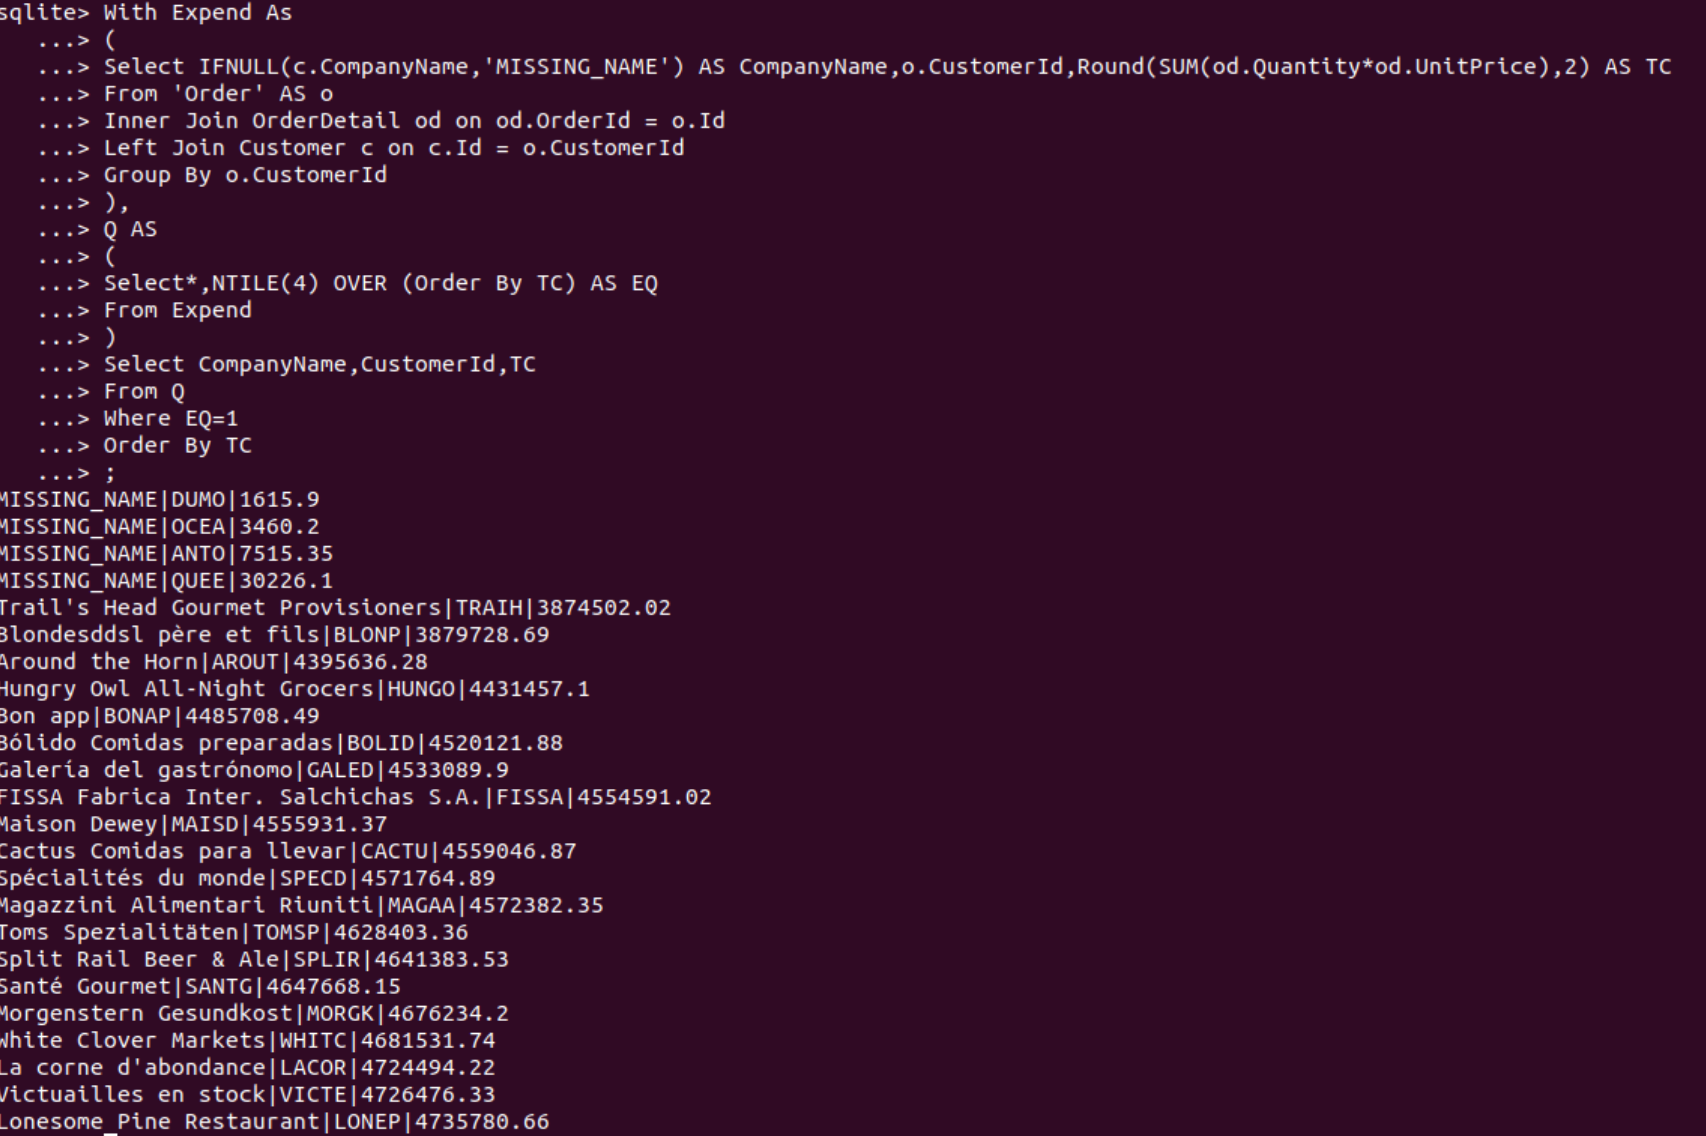 sqlite> With Expend As
...> (
...> Select IFNULL(c.CompanyName,'MISSING_NAME') AS CompanyName,o.CustomerId,Round(SUM(od.Quantity*od.UnitPrice),2) AS TC
...> From 'Order' AS o
...> Inner Join OrderDetail od on od.OrderId = o.Id
...> Left Join Customer c on c.Id = o.CustomerId
...> Group By o.CustomerId
...> ),
...> Q AS
...> (
...> Select*,NTILE(4) OVER (Order By TC) AS EQ
...> From Expend
...> )
...> Select CompanyName,CustomerId,TC
...> From Q
...> Where EQ=1
...> Order By TC
...> ;
MISSING_NAME|DUMO|1615.9
MISSING_NAME|OCEA|3460.2
MISSING_NAME|ANTO|7515.35
MISSING_NAME|QUEE|30226.1
Trail's Head Gourmet Provisioners|TRAIH|3874502.02
Blondesddsl père et fils|BLONP|3879728.69
Around the Horn|AROUT|4395636.28
Hungry Owl All-Night Grocers|HUNGO|4431457.1
Bon app|BONAP|4485708.49
Bólido Comidas preparadas|BOLID|4520121.88
Galería del gastrónomo|GALED|4533089.9
FISSA Fabrica Inter. Salchichas S.A.|FISSA|4554591.02
Maison Dewey|MAISD|4555931.37
Cactus Comidas para llevar|CACTU|4559046.87
Spécialités du monde|SPECD|4571764.89
Magazzini Alimentari Riuniti|MAGAA|4572382.35
Toms Spezialitäten|TOMSP|4628403.36
Split Rail Beer & Ale|SPLIR|4641383.53
Santé Gourmet|SANTG|4647668.15
Morgenstern Gesundkost|MORGK|4676234.2
White Clover Markets|WHITC|4681531.74
La corne d'abondance|LACOR|4724494.22
Victuailles en stock|VICTE|4726476.33
Lonesome Pine Restaurant|LONEP|4735780.66